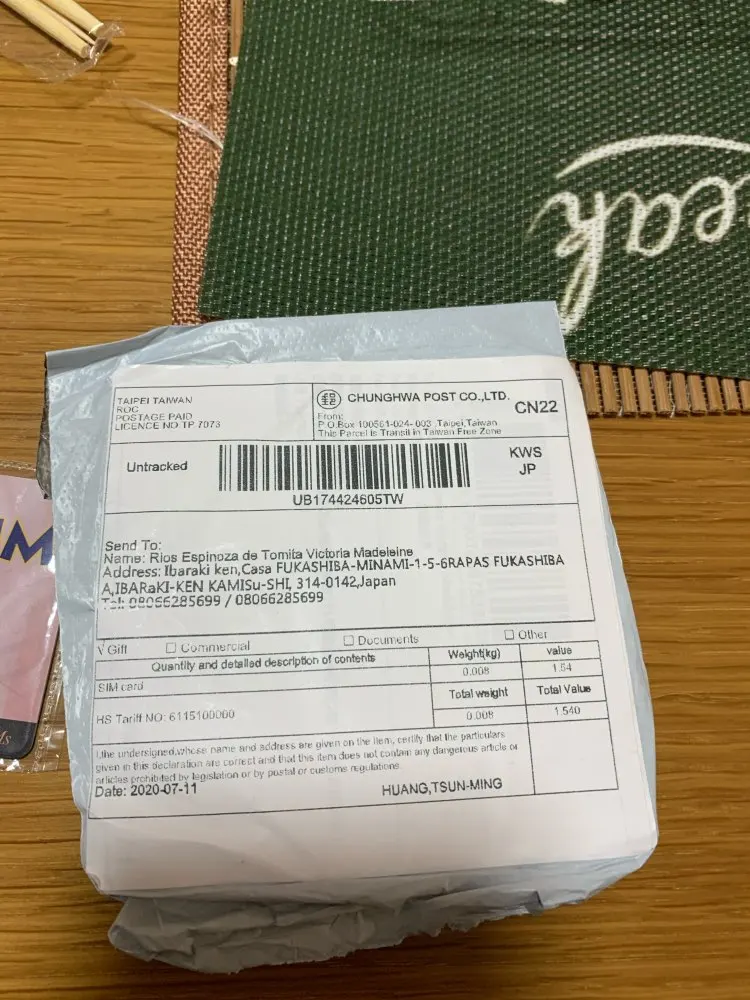 eak
TAIPEI TAIWAN
ROC
POSTAGE PAID
LICENCE NO TP 7073
CHUNGHWA POST CO.,LTD.
CN22
From:
P.O.Box 100561-024-003 ,Taipei,Taiwan
This Parcel is Transit in Taiwan Free Zone
Untracked
KWS
JP
UB174424605TW
Send To:
Name: Rios Espinoza de Tomita Victoria Madeleine
Address: Ibaraki ken,Casa FUKASHIBA-MINAMI-1-5-6RAPAS FUKASHIBA
A,IBARaKI-KEN KAMISu-SHI, 314-0142,Japan
Tel: 08066285699 / 08066285699
√ Gift □ Commercial □ Documents □ Other
Quantity and detailed description of contents
Weight(kg)
value
SIM card
0.008
1.54
Total weight
Total Value
HS Tariff NO: 6115100000
0.008
1.540
I,the undersigned,whose name and address are given on the item, certify that the particulars
given in this declaration are correct and that this item does not contain any dangerous article or
articles prohibited by legislation or by postal or customs regulations.
Date: 2020-07-11
HUANG,TSUN-MING